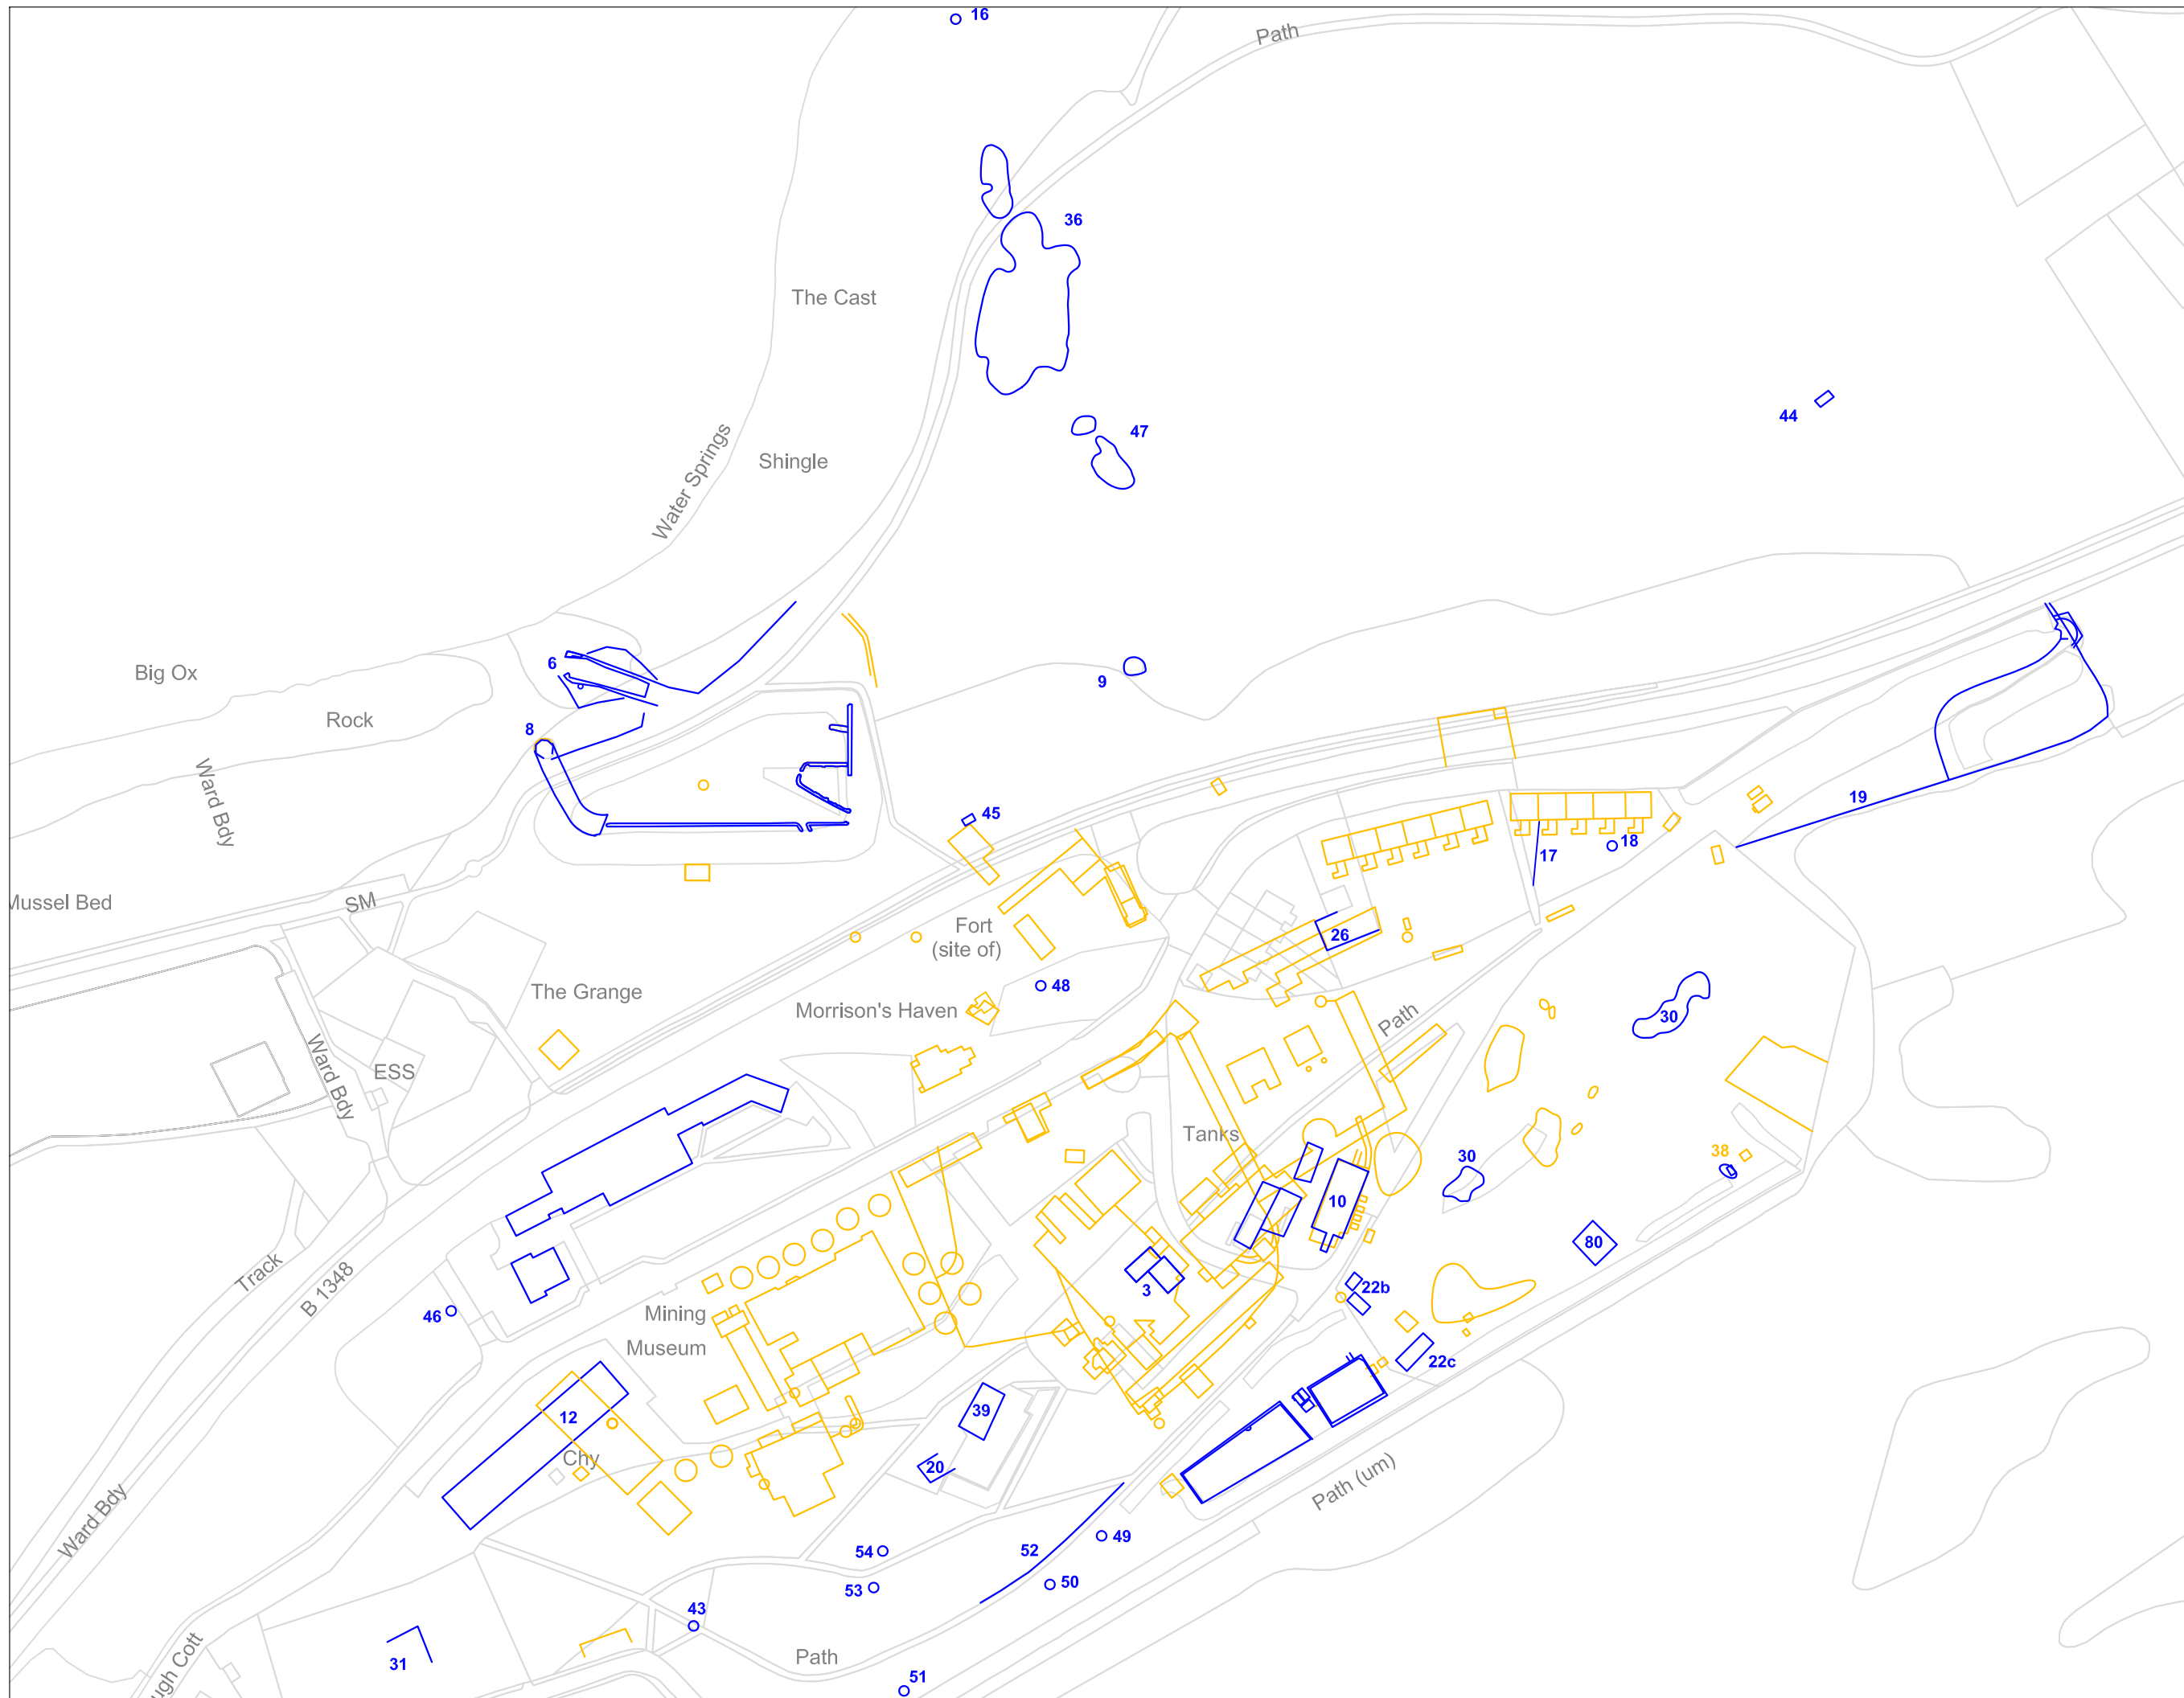 16
Path
36
The Cast
44
47
Water Springs
Shingle
6
Big Ox
9
Rock
8
Ward Bdy
19
45
18
17
Mussel Bed
SM
Fort
(site of)
26
48
The Grange
Morrison's Haven
Path
30
Ward Bdy
ESS
Tanks
38
30
10
80
Track
B 1348
3
22b
46
Mining
Museum
22c
12
39
Chy
20
Path (um)
Ward Bdy
49
52
54
50
53
43
ugh Cott
31
Path
51